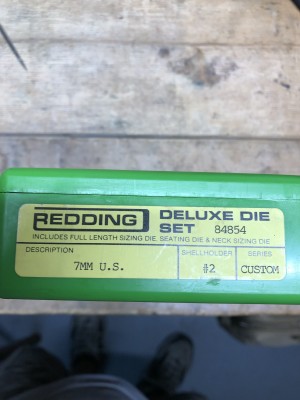 REDDING DELUXE DIE
SET 84854
INCLUDES FULL LENGTH SIZING DIE, SEATING DIE & NECK SIZING DIE
DESCRIPTION SHELLHOLDER SERIES
7MM U.S. #2 CUSTOM